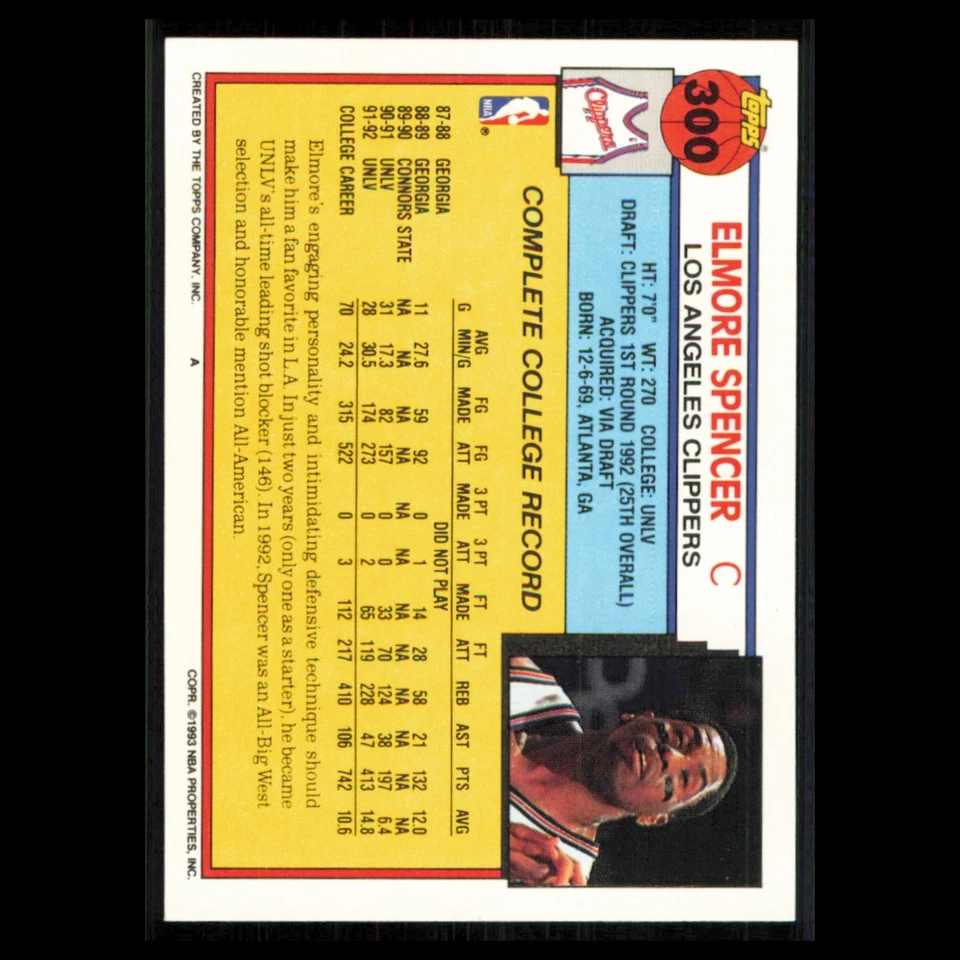 topps®
300
ELMORE SPENCER C
LOS ANGELES CLIPPERS
Clippers
HT: 7'0" WT: 270 COLLEGE: UNLV
DRAFT: CLIPPERS 1ST ROUND 1992 (25TH OVERALL)
ACQUIRED: VIA DRAFT
BORN: 12-6-69, ATLANTA, GA
NBA ®
COMPLETE COLLEGE RECORD
G AVG MIN/G FG MADE FG ATT 3 PT MADE 3 PT ATT FT MADE FT ATT REB AST PTS AVG
87-88 GEORGIA DID NOT PLAY
88-89 GEORGIA 11 27.6 59 92 0 1 14 28 58 21 132 12.0
89-90 CONNORS STATE NA NA NA NA NA NA NA NA NA NA NA NA
90-91 UNLV 31 17.3 82 157 0 0 33 70 124 38 197 6.4
91-92 UNLV 28 30.5 174 273 0 2 65 119 228 47 413 14.8
COLLEGE CAREER 70 24.2 315 522 0 3 112 217 410 106 742 10.6
Elmore's engaging personality and intimidating defensive technique should
make him a fan favorite in L.A. In just two years (only one as a starter), he became
UNLV's all-time leading shot blocker (146). In 1992, Spencer was an All-Big West
selection and honorable mention All-American.
CREATED BY THE TOPPS COMPANY, INC. A COPR. ©1993 NBA PROPERTIES, INC.